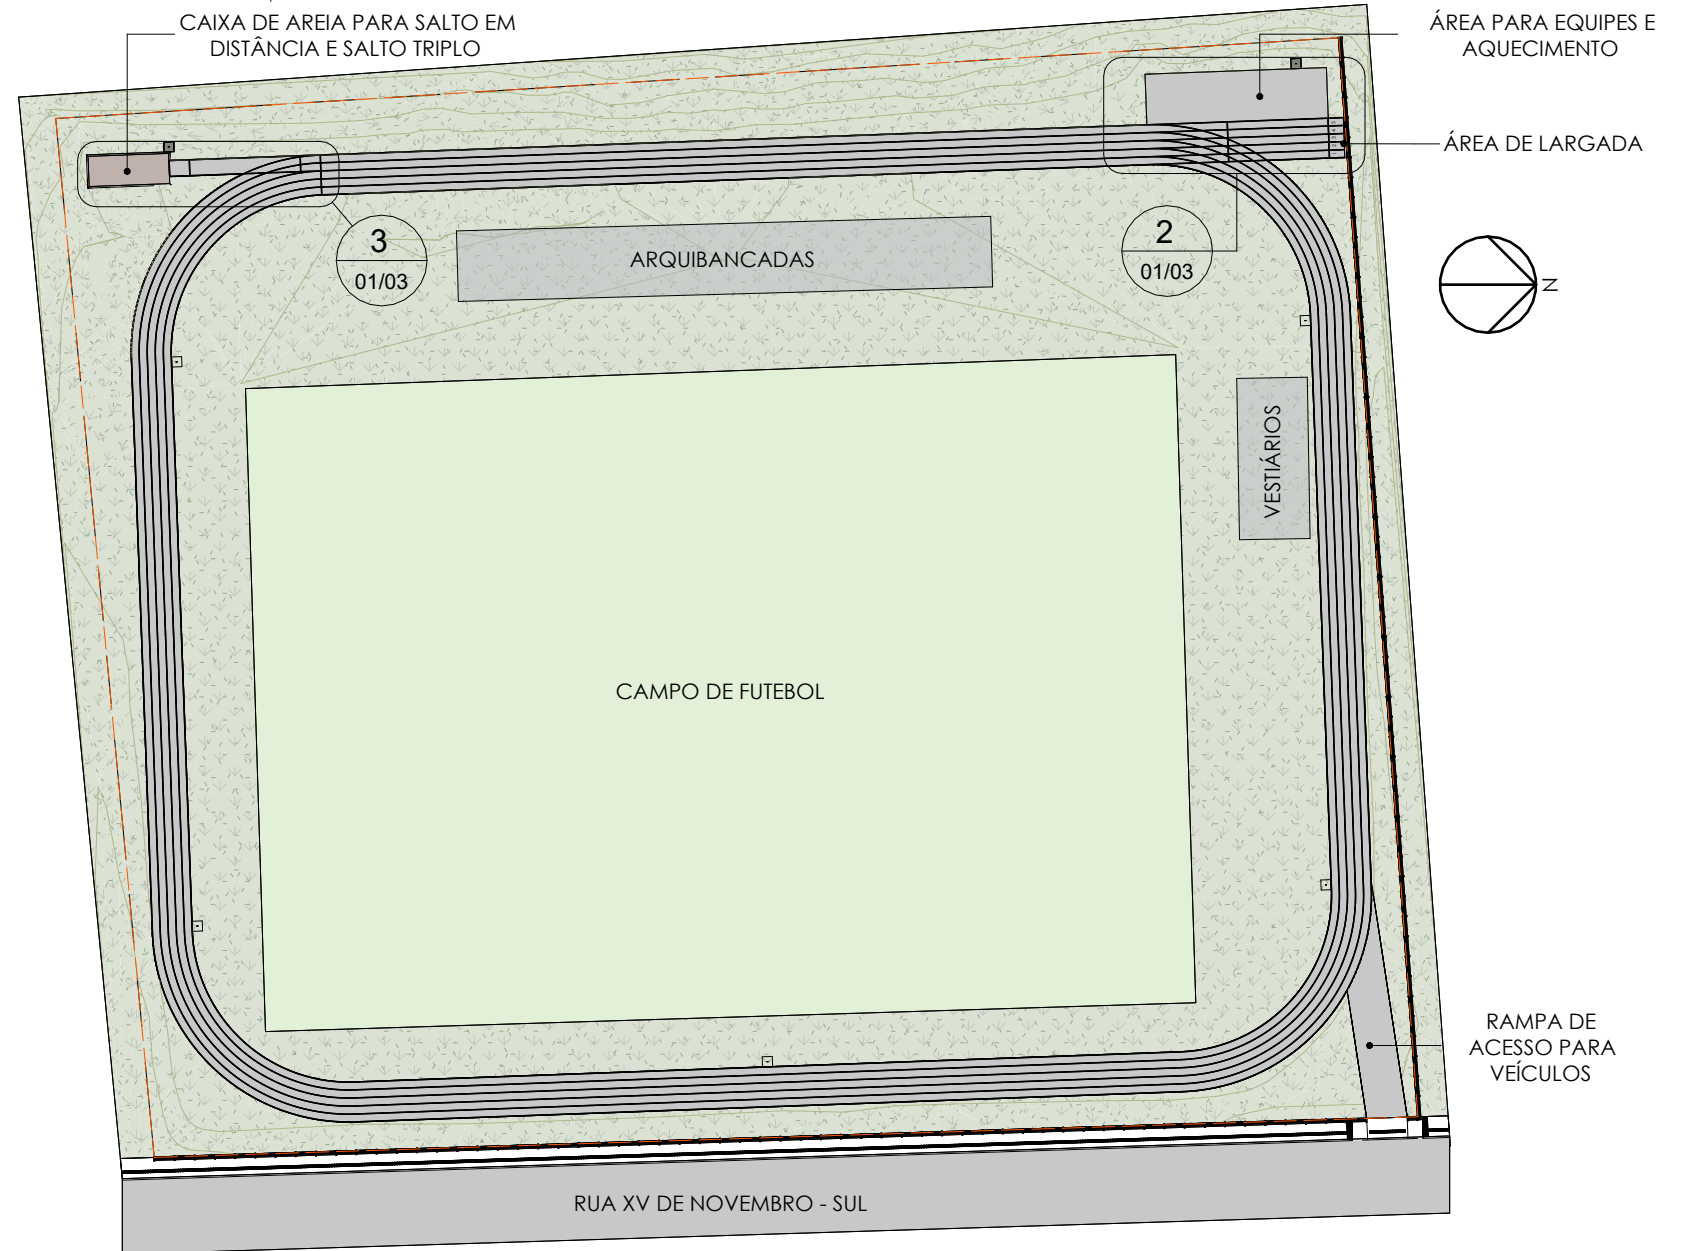 CAIXA DE AREIA PARA SALTO EM
DISTÂNCIA E SALTO TRIPLO
ÁREA PARA EQUIPES E
AQUECIMENTO
ÁREA DE LARGADA
3
01/03
ARQUIBANCADAS
2
01/03
N
VESTIÁRIOS
CAMPO DE FUTEBOL
RAMPA DE
ACESSO PARA
VEÍCULOS
RUA XV DE NOVEMBRO - SUL